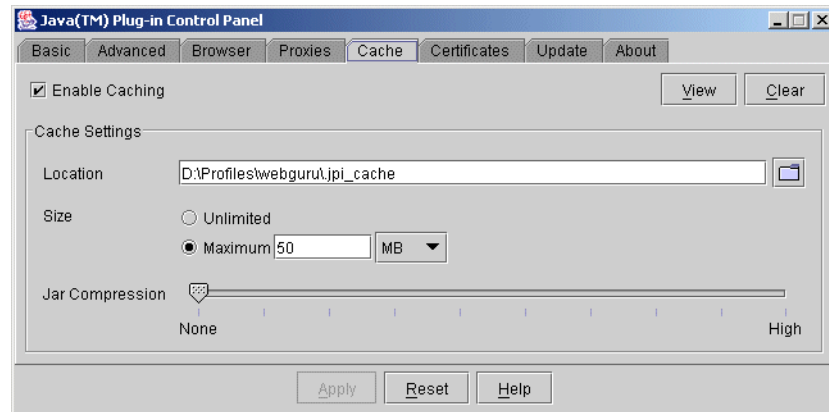 Java(TM) Plug-in Control Panel
Basic Advanced Browser Proxies Cache Certificates Update About
Enable Caching View Clear
Cache Settings
Location D:\Profiles\webguru\.jpi_cache
Size Unlimited
Maximum 50 MB
Jar Compression
None High
Apply Reset Help